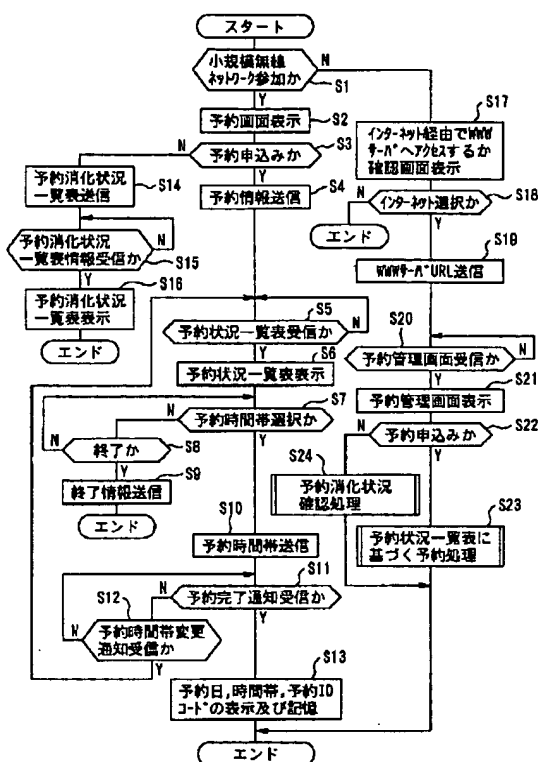 スタート
小規模無線
ネットワーク参加か
S1
N
Y
予約画面表示
S2
予約申込みか
S3
N
Y
予約情報送信
S4
予約消化状況
一覧表送信
S14
予約消化状況
一覧表情報受信か
S15
N
Y
予約消化状況
一覧表表示
S16
エンド
予約状況一覧表受信か
S5
N
Y
予約状況一覧表表示
S6
予約時間帯選択か
S7
N
Y
終了か
S8
N
Y
終了情報送信
S9
エンド
予約時間帯送信
S10
予約完了通知受信か
S11
N
Y
予約時間帯変更
通知受信か
S12
N
Y
予約日,時間帯,予約ID
コードの表示及び記憶
S13
エンド
インターネット経由でWWW
サーバへアクセスするか
確認画面表示
S17
インターネット選択か
S18
N
Y
エンド
WWWサーバURL送信
S19
予約管理画面受信か
S20
N
Y
予約管理画面表示
S21
予約申込みか
S22
N
Y
予約状況一覧表に
基づく予約処理
S23
予約消化状況
確認処理
S24